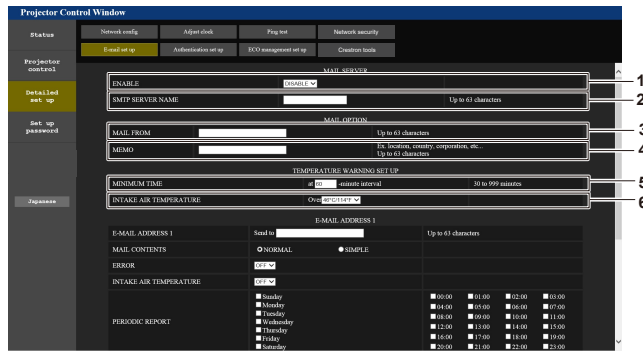 Projector Control Window
Status
Network config
Adjust clock
Ping test
Network security
E-mail set up
Authentication set up
ECO management set up
Crestron tools
Projector
control
Detailed
set up
Set up
password
Japanese
MAIL SERVER
ENABLE DISABLE 1
SMTP SERVER NAME Up to 63 characters 2
MAIL OPTION
MAIL FROM Up to 63 characters 3
MEMO Ex. location, country, corporation, etc...
Up to 63 characters 4
TEMPERATURE WARNING SET UP
MINIMUM TIME at 60 -minute interval 30 to 999 minutes 5
INTAKE AIR TEMPERATURE Over 46°C/114°F 6
E-MAIL ADDRESS 1
E-MAIL ADDRESS 1 Send to Up to 63 characters
MAIL CONTENTS NORMAL SIMPLE
ERROR OFF
INTAKE AIR TEMPERATURE OFF
PERIODIC REPORT
Sunday
Monday
Tuesday
Wednesday
Thursday
Friday
Saturday
00:00 01:00 02:00 03:00
04:00 05:00 06:00 07:00
08:00 09:00 10:00 11:00
12:00 13:00 14:00 15:00
16:00 17:00 18:00 19:00
20:00 21:00 22:00 23:00